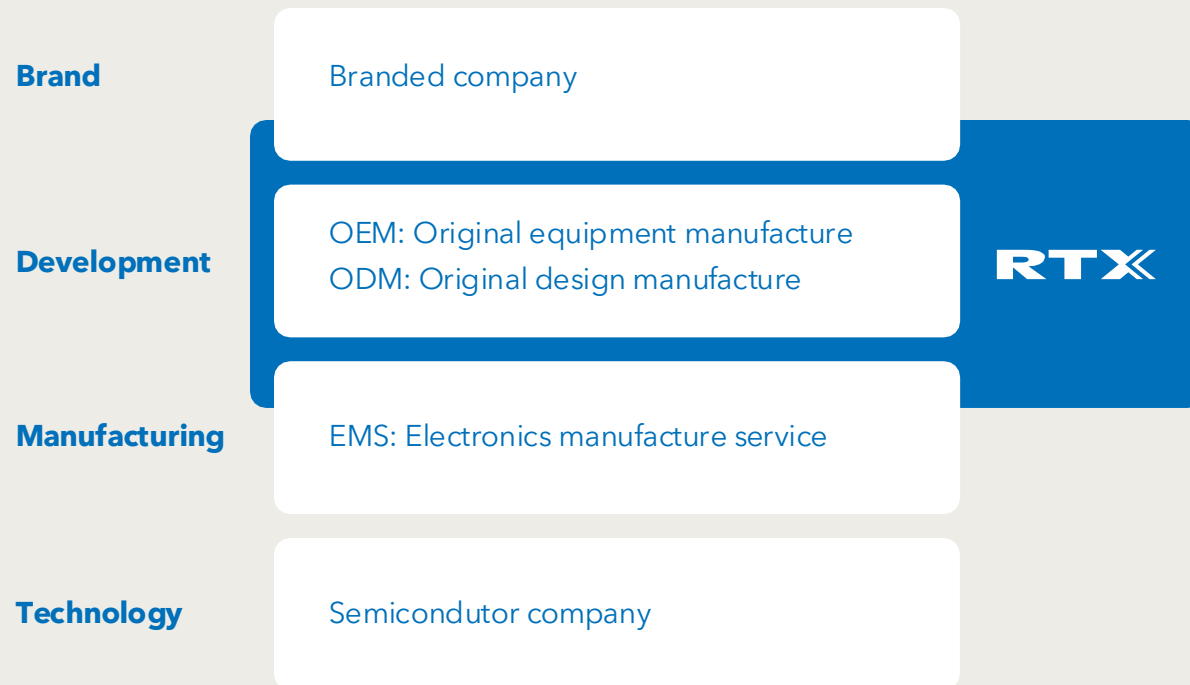 Brand
Branded company
Development
OEM: Original equipment manufacture
ODM: Original design manufacture
RTX
Manufacturing
EMS: Electronics manufacture service
Technology
Semicondutor company